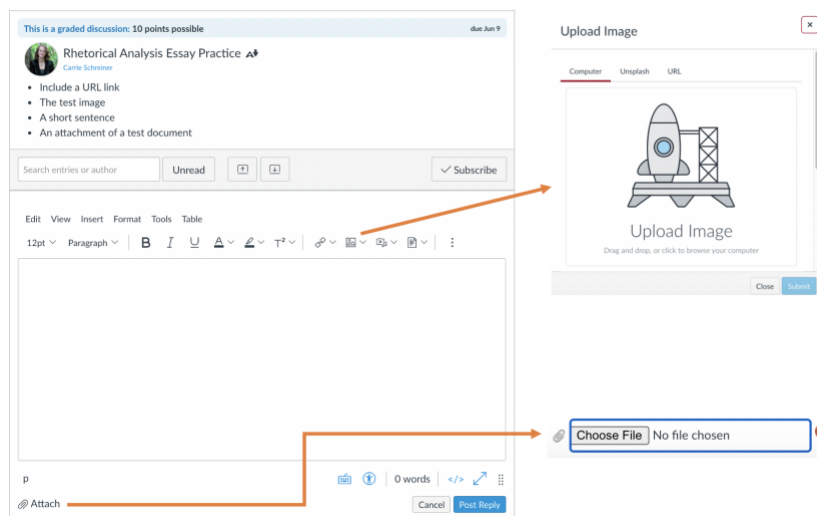 This is a graded discussion: 10 points possible due Jun 9
Rhetorical Analysis Essay Practice
Carrie Schreiner
• Include a URL link
• The test image
• A short sentence
• An attachment of a test document
Search entries or author Unread Subscribe
Edit View Insert Format Tools Table
12pt Paragraph B I U A T²
p 0 words </>
Attach Cancel Post Reply
Upload Image
Computer Unsplash URL
Upload Image
Drag and drop, or click to browse your computer
Close Submit
Choose File No file chosen